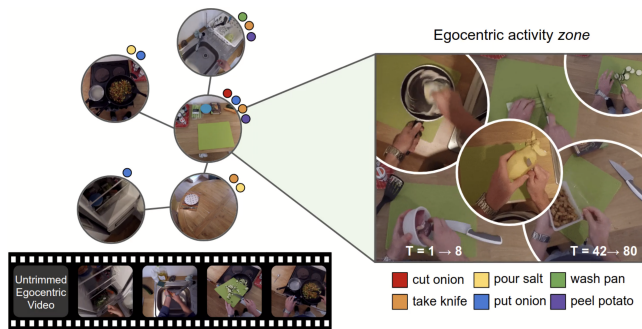 Egocentric activity zone
T = 1 → 8
T = 42 → 80
Untrimmed
Egocentric
Video
cut onion
pour salt
wash pan
take knife
put onion
peel potato